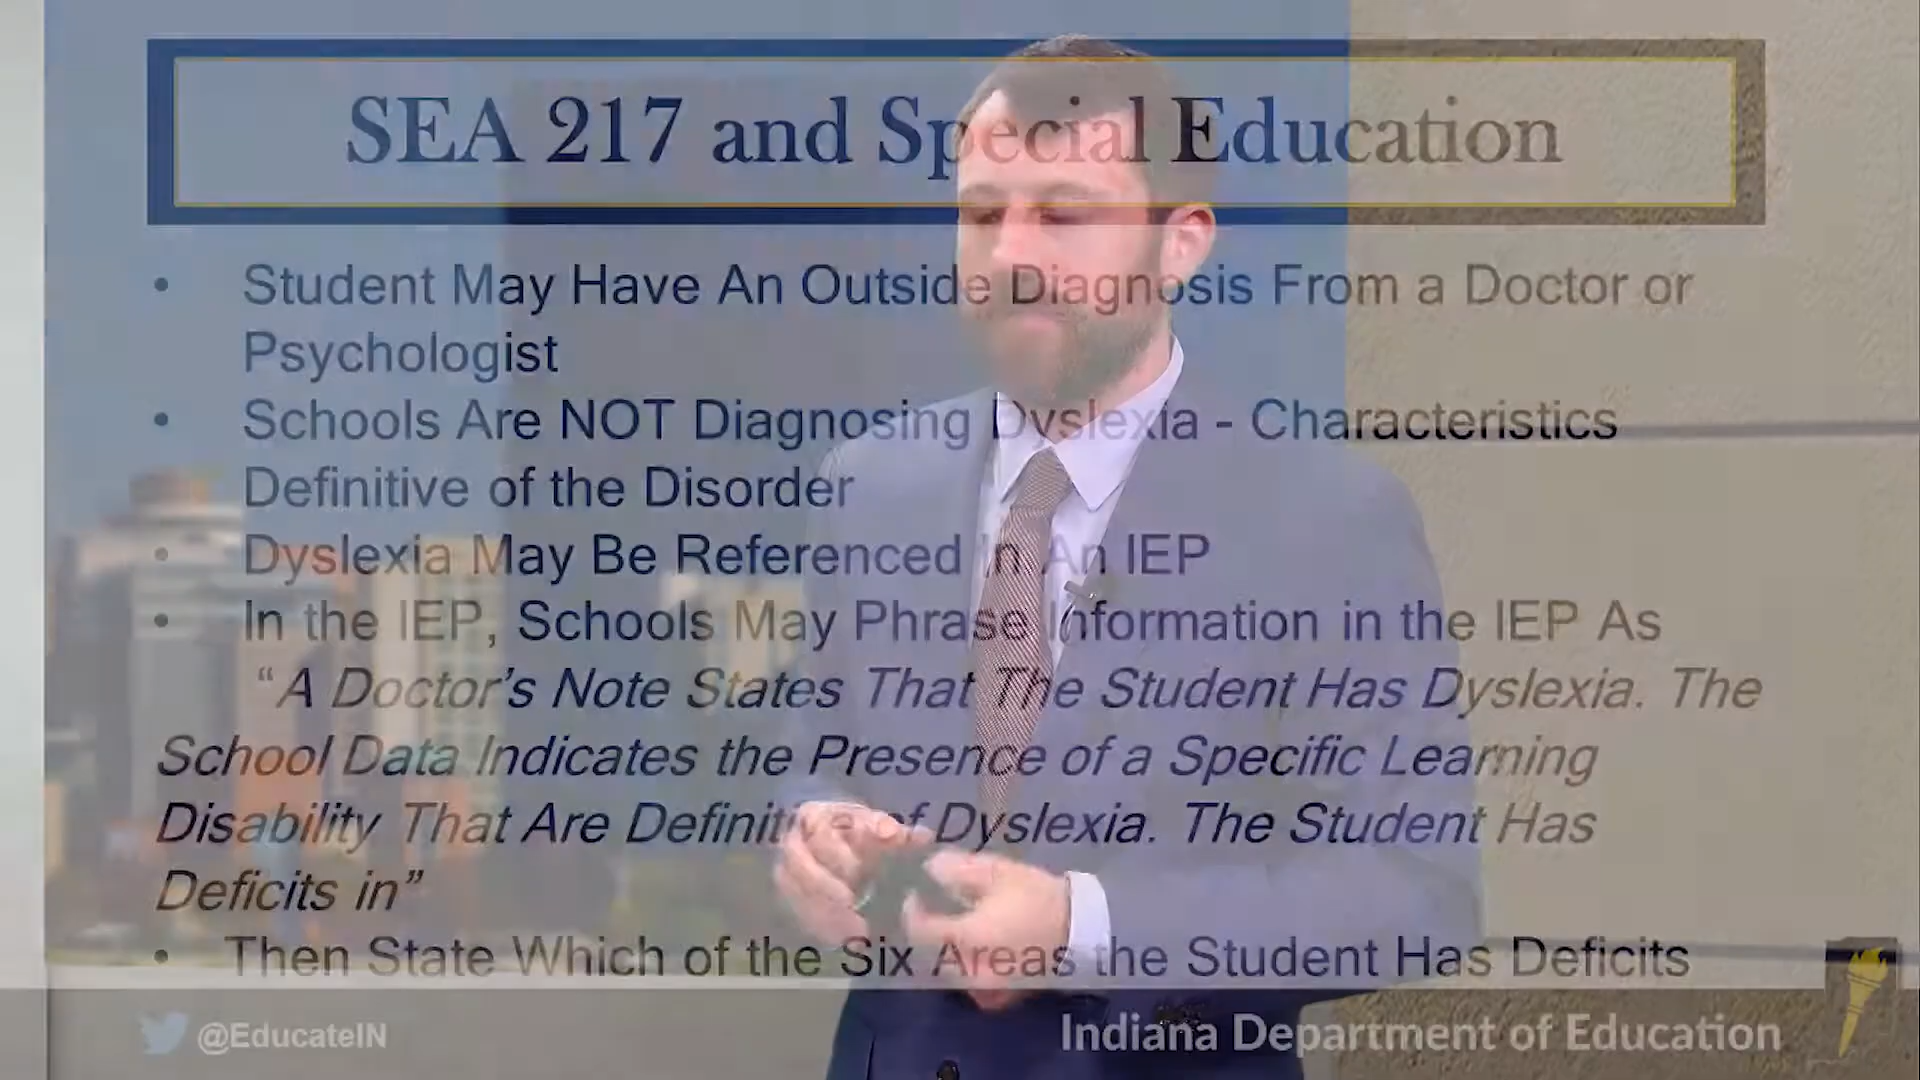 SEA 217 and Special Education
• Student May Have An Outside Diagnosis From a Doctor or
Psychologist
• Schools Are NOT Diagnosing Dyslexia - Characteristics
Definitive of the Disorder
• Dyslexia May Be Referenced In An IEP
• In the IEP, Schools May Phrase Information in the IEP As
“A Doctor’s Note States That The Student Has Dyslexia. The
School Data Indicates the Presence of a Specific Learning
Disability That Are Definitive of Dyslexia. The Student Has
Deficits in”
• Then State Which of the Six Areas the Student Has Deficits
@EducateIN
Indiana Department of Education